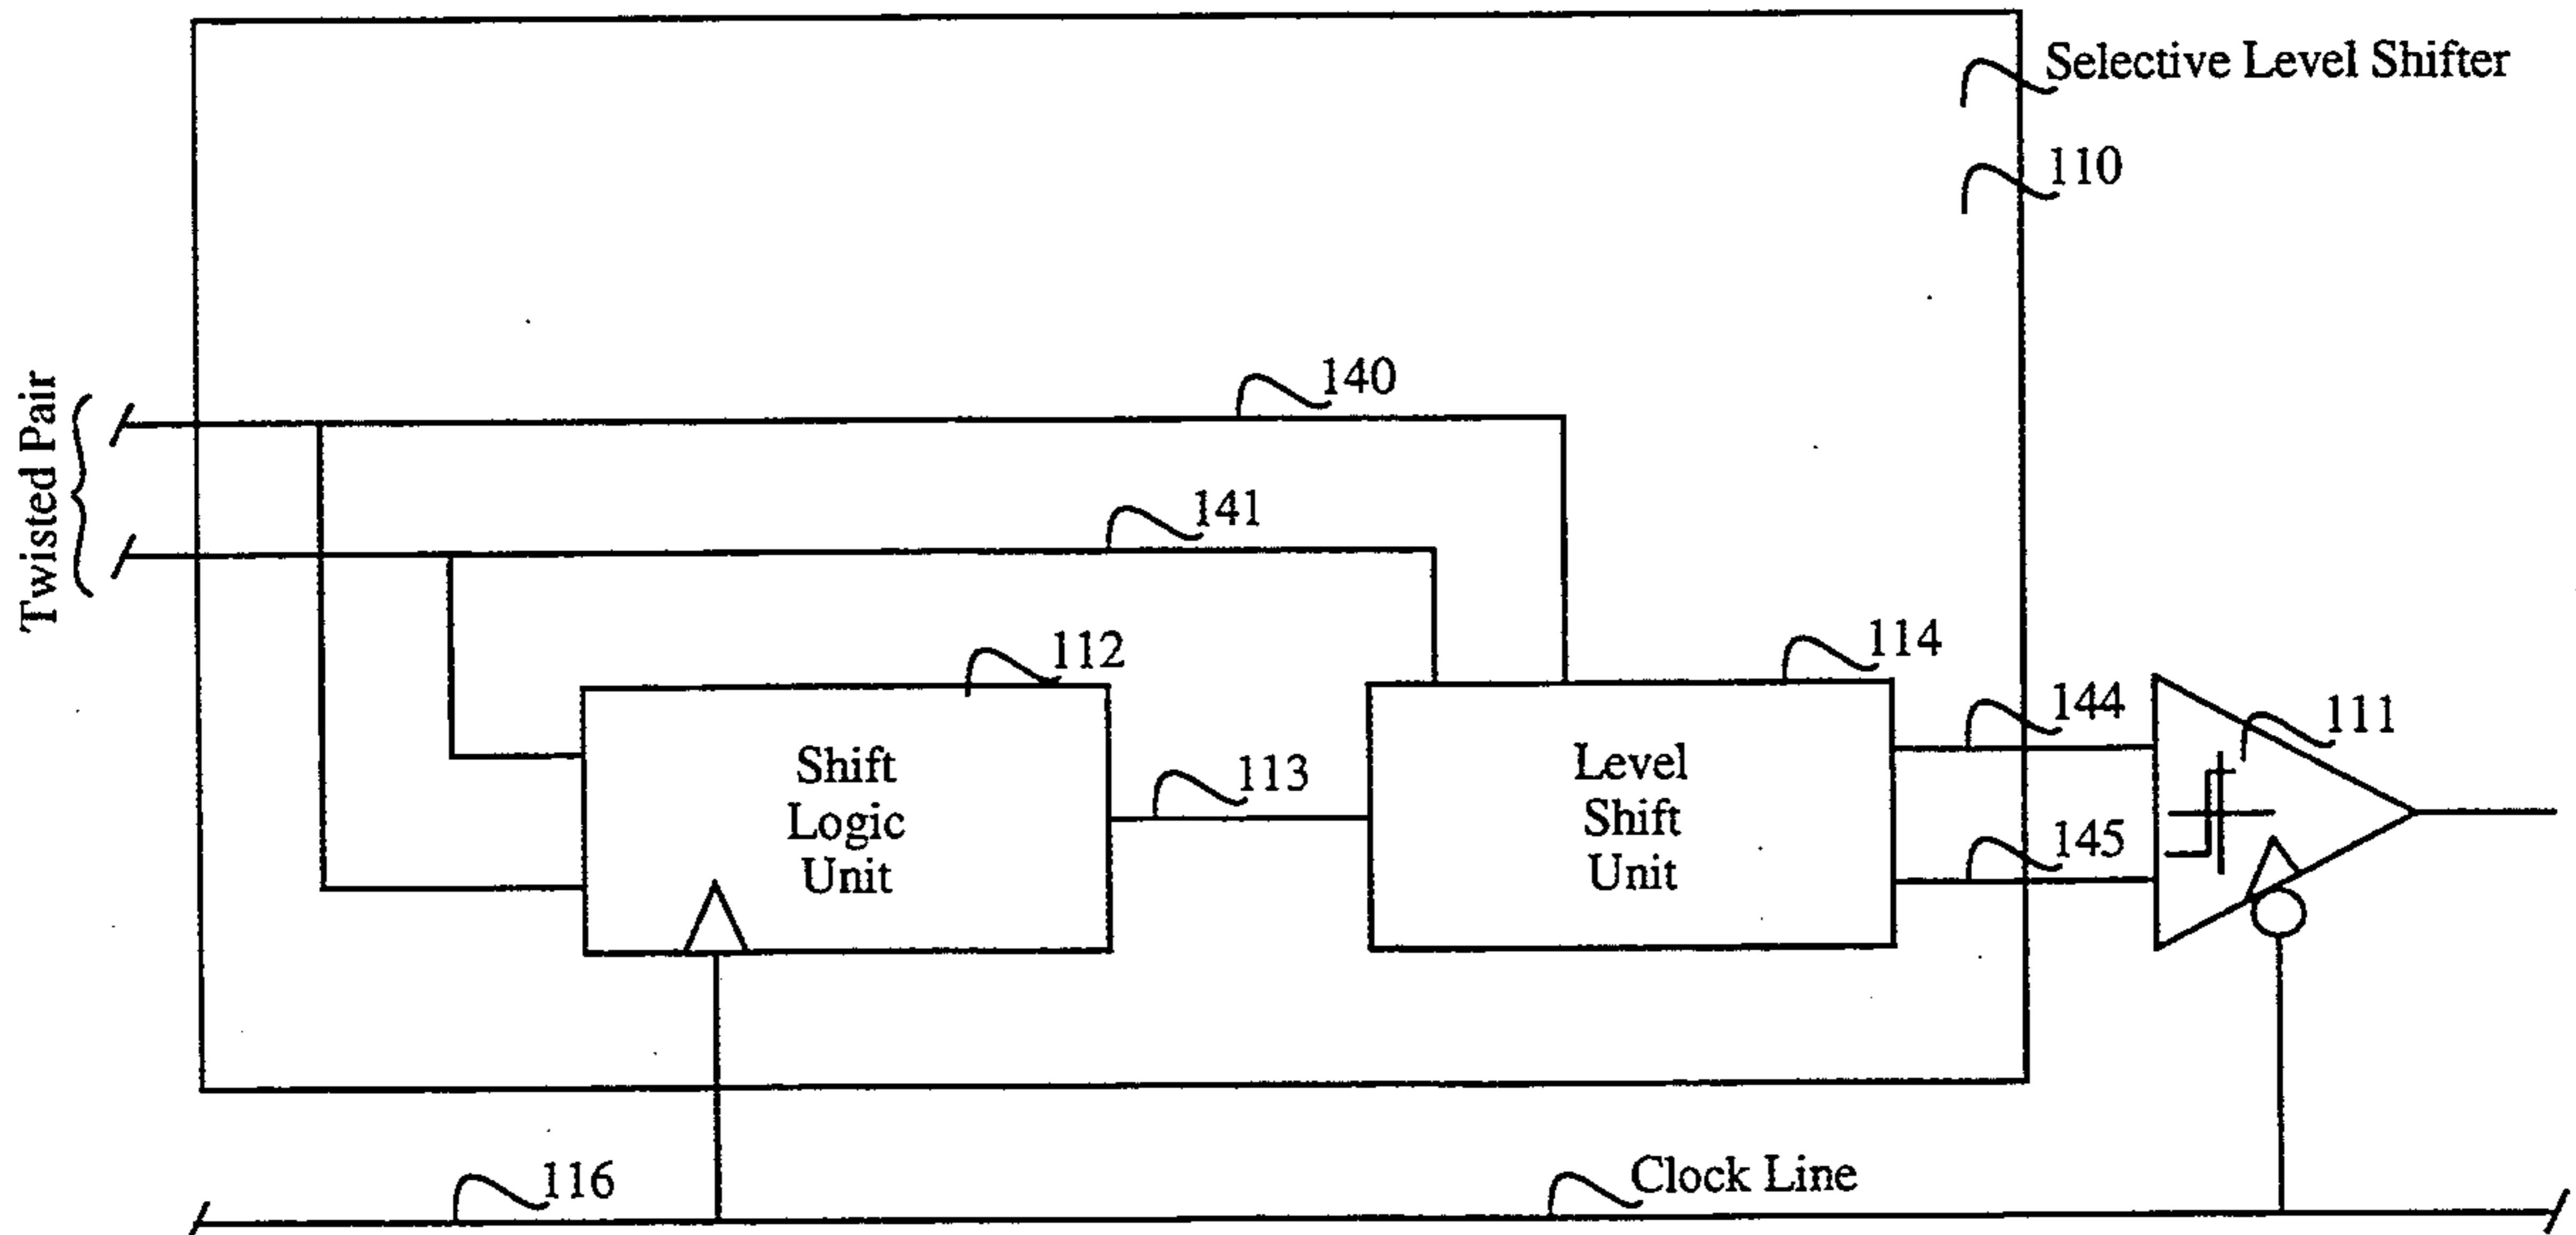 Selective Level Shifter
110
Twisted Pair
140
141
112
114
144
111
Shift
Logic
Unit
113
Level
Shift
Unit
145
116
Clock Line